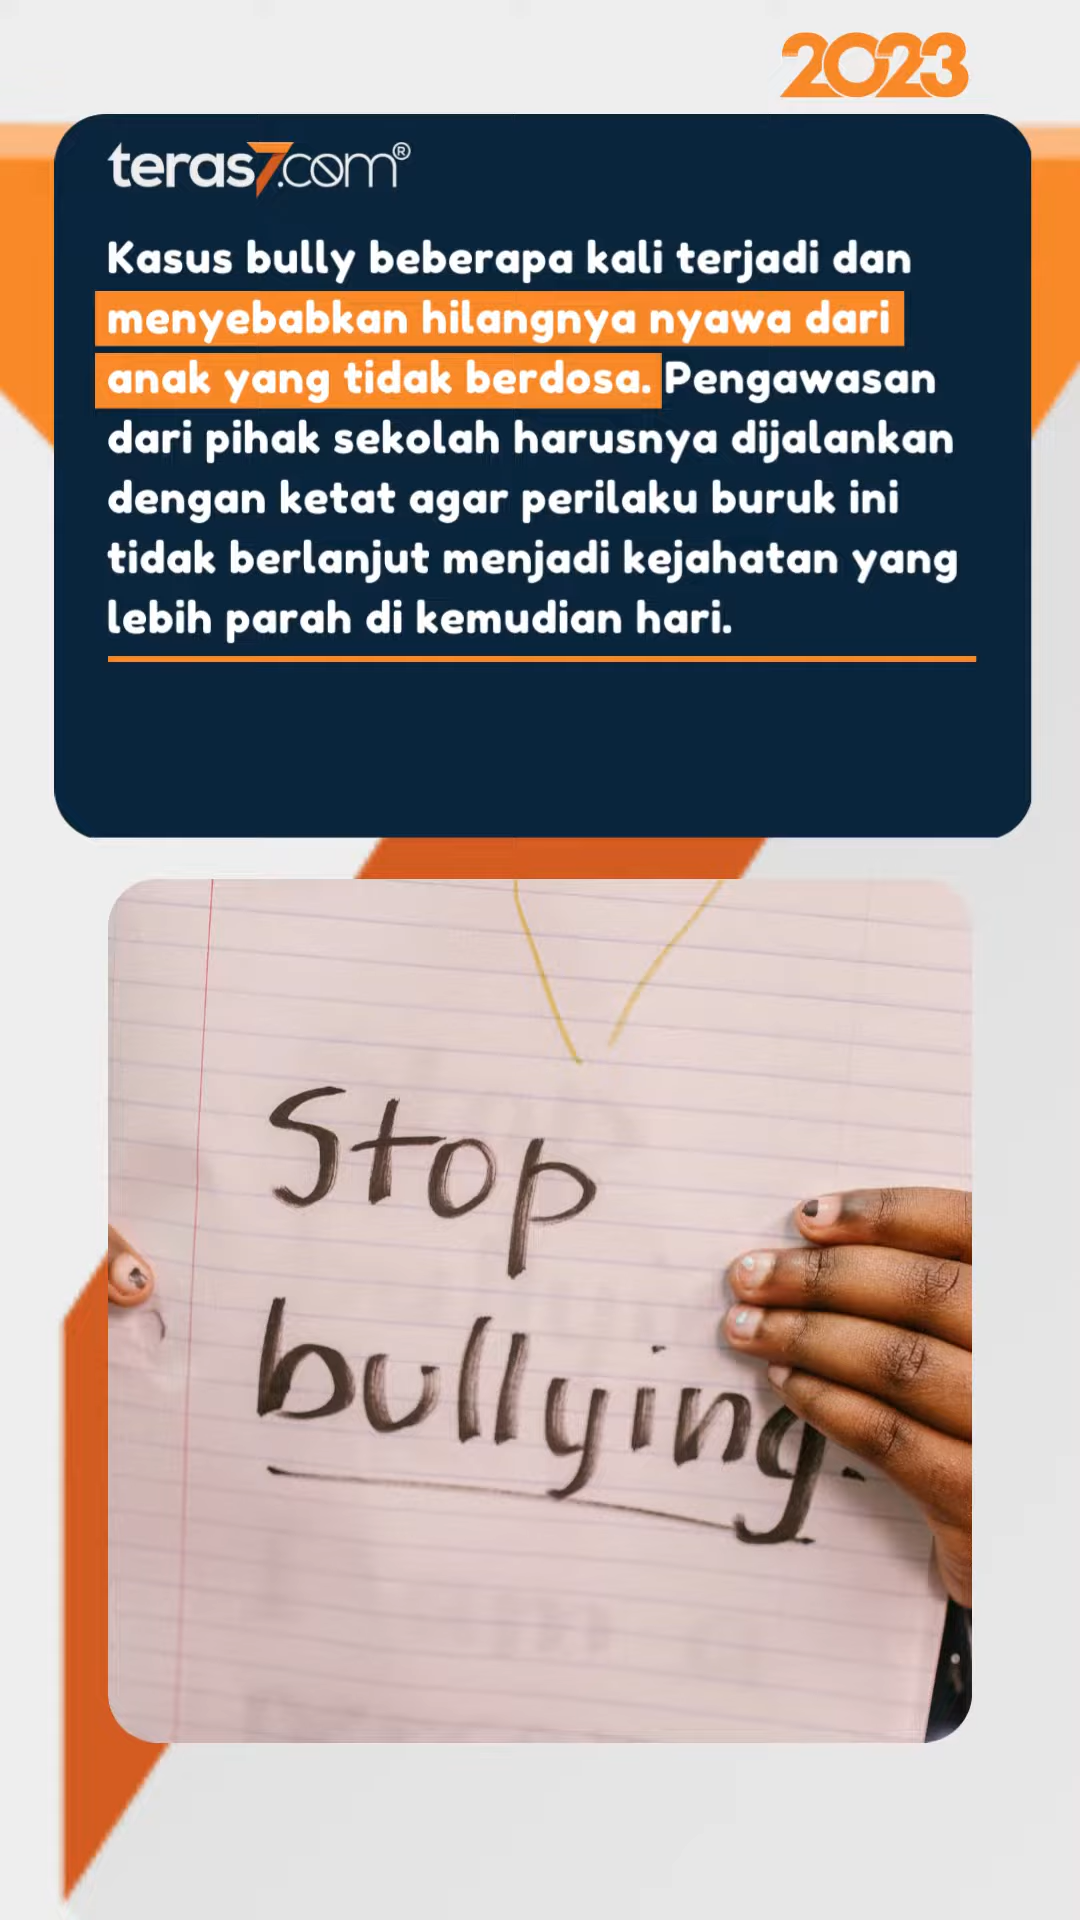 2023
teras7.com®
Kasus bully beberapa kali terjadi dan
menyebabkan hilangnya nyawa dari
anak yang tidak berdosa. Pengawasan
dari pihak sekolah harusnya dijalankan
dengan ketat agar perilaku buruk ini
tidak berlanjut menjadi kejahatan yang
lebih parah di kemudian hari.
Stop
bullying.